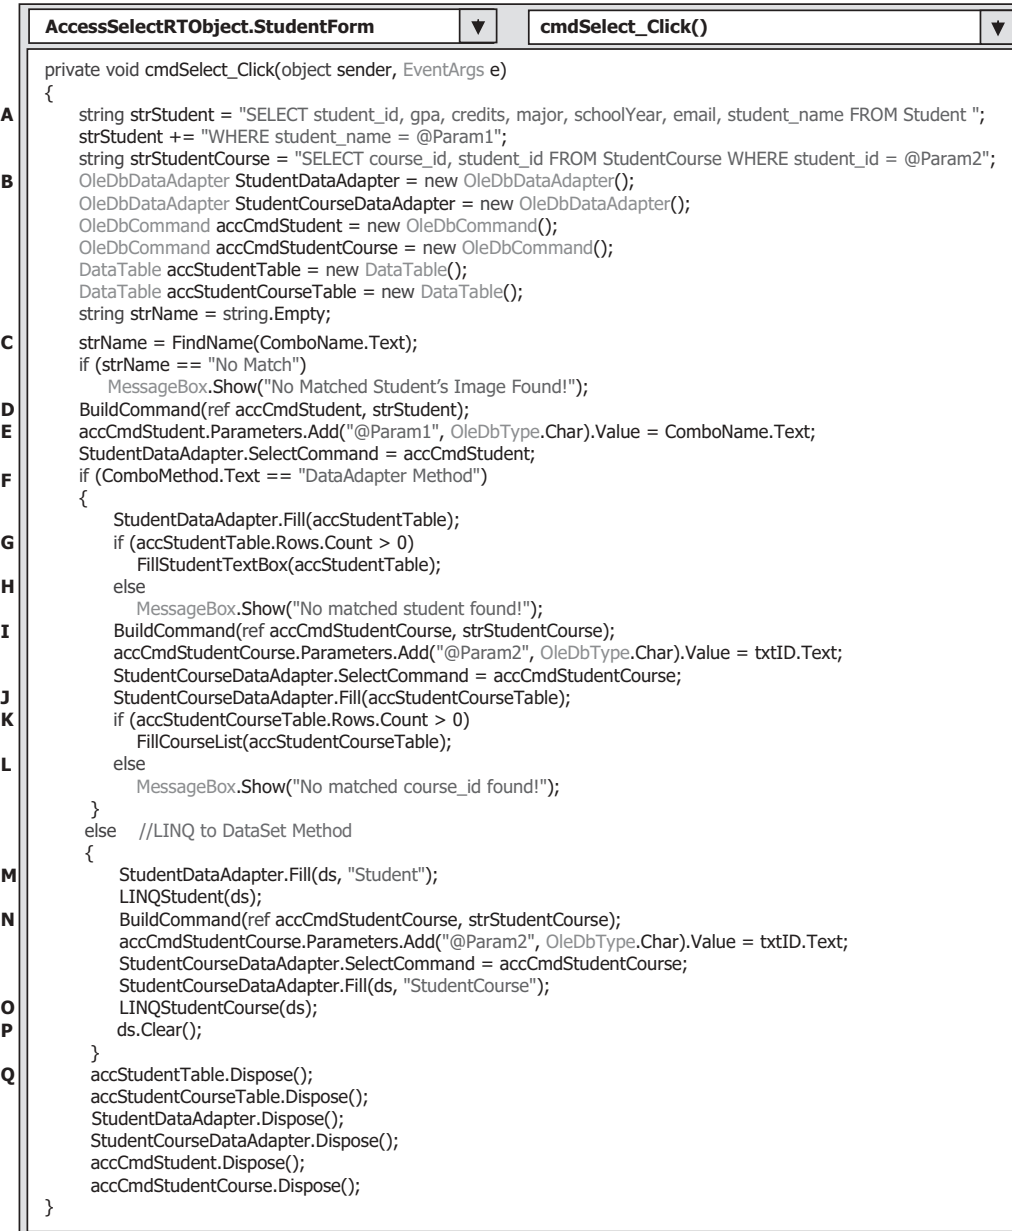 AccessSelectRTObject.StudentForm ▼ cmdSelect_Click() ▼
private void cmdSelect_Click(object sender, EventArgs e)
{
A string strStudent = "SELECT student_id, gpa, credits, major, schoolYear, email, student_name FROM Student ";
strStudent += "WHERE student_name = @Param1";
string strStudentCourse = "SELECT course_id, student_id FROM StudentCourse WHERE student_id = @Param2";
B OleDbDataAdapter StudentDataAdapter = new OleDbDataAdapter();
OleDbDataAdapter StudentCourseDataAdapter = new OleDbDataAdapter();
OleDbCommand accCmdStudent = new OleDbCommand();
OleDbCommand accCmdStudentCourse = new OleDbCommand();
DataTable accStudentTable = new DataTable();
DataTable accStudentCourseTable = new DataTable();
string strName = string.Empty;
C strName = FindName(ComboName.Text);
if (strName == "No Match")
MessageBox.Show("No Matched Student's Image Found!");
D BuildCommand(ref accCmdStudent, strStudent);
E accCmdStudent.Parameters.Add("@Param1", OleDbType.Char).Value = ComboName.Text;
StudentDataAdapter.SelectCommand = accCmdStudent;
F if (ComboMethod.Text == "DataAdapter Method")
{
StudentDataAdapter.Fill(accStudentTable);
G if (accStudentTable.Rows.Count > 0)
FillStudentTextBox(accStudentTable);
H else
MessageBox.Show("No matched student found!");
I BuildCommand(ref accCmdStudentCourse, strStudentCourse);
accCmdStudentCourse.Parameters.Add("@Param2", OleDbType.Char).Value = txtID.Text;
StudentCourseDataAdapter.SelectCommand = accCmdStudentCourse;
J StudentCourseDataAdapter.Fill(accStudentCourseTable);
K if (accStudentCourseTable.Rows.Count > 0)
FillCourseList(accStudentCourseTable);
L else
MessageBox.Show("No matched course_id found!");
}
else //LINQ to DataSet Method
{
M StudentDataAdapter.Fill(ds, "Student");
LINQStudent(ds);
N BuildCommand(ref accCmdStudentCourse, strStudentCourse);
accCmdStudentCourse.Parameters.Add("@Param2", OleDbType.Char).Value = txtID.Text;
StudentCourseDataAdapter.SelectCommand = accCmdStudentCourse;
StudentCourseDataAdapter.Fill(ds, "StudentCourse");
O LINQStudentCourse(ds);
P ds.Clear();
}
Q accStudentTable.Dispose();
accStudentCourseTable.Dispose();
StudentDataAdapter.Dispose();
StudentCourseDataAdapter.Dispose();
accCmdStudent.Dispose();
accCmdStudentCourse.Dispose();
}